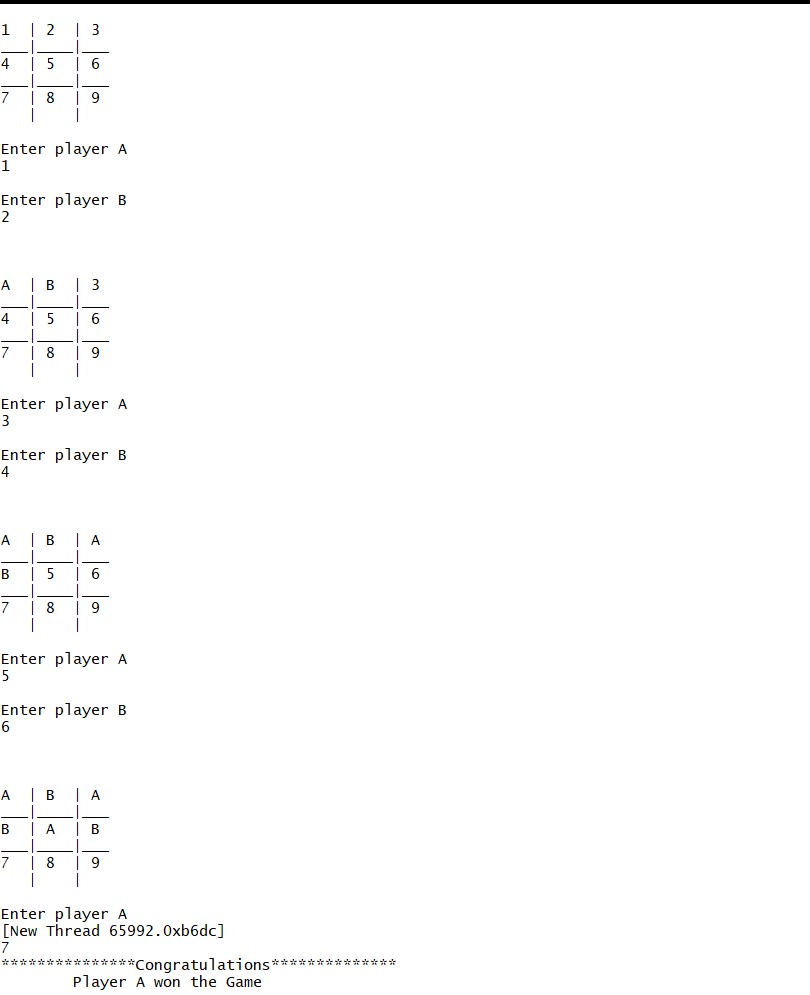 1  | 2  | 3
___|____|___
4  | 5  | 6
___|____|___
7  | 8  | 9
   |    |
Enter player A
1
Enter player B
2
A  | B  | 3
___|____|___
4  | 5  | 6
___|____|___
7  | 8  | 9
   |    |
Enter player A
3
Enter player B
4
A  | B  | A
___|____|___
B  | 5  | 6
___|____|___
7  | 8  | 9
   |    |
Enter player A
5
Enter player B
6
A  | B  | A
___|____|___
B  | A  | B
___|____|___
7  | 8  | 9
   |    |
Enter player A
[New Thread 65992.0xb6dc]
7
***************Congratulations**************
        Player A won the Game